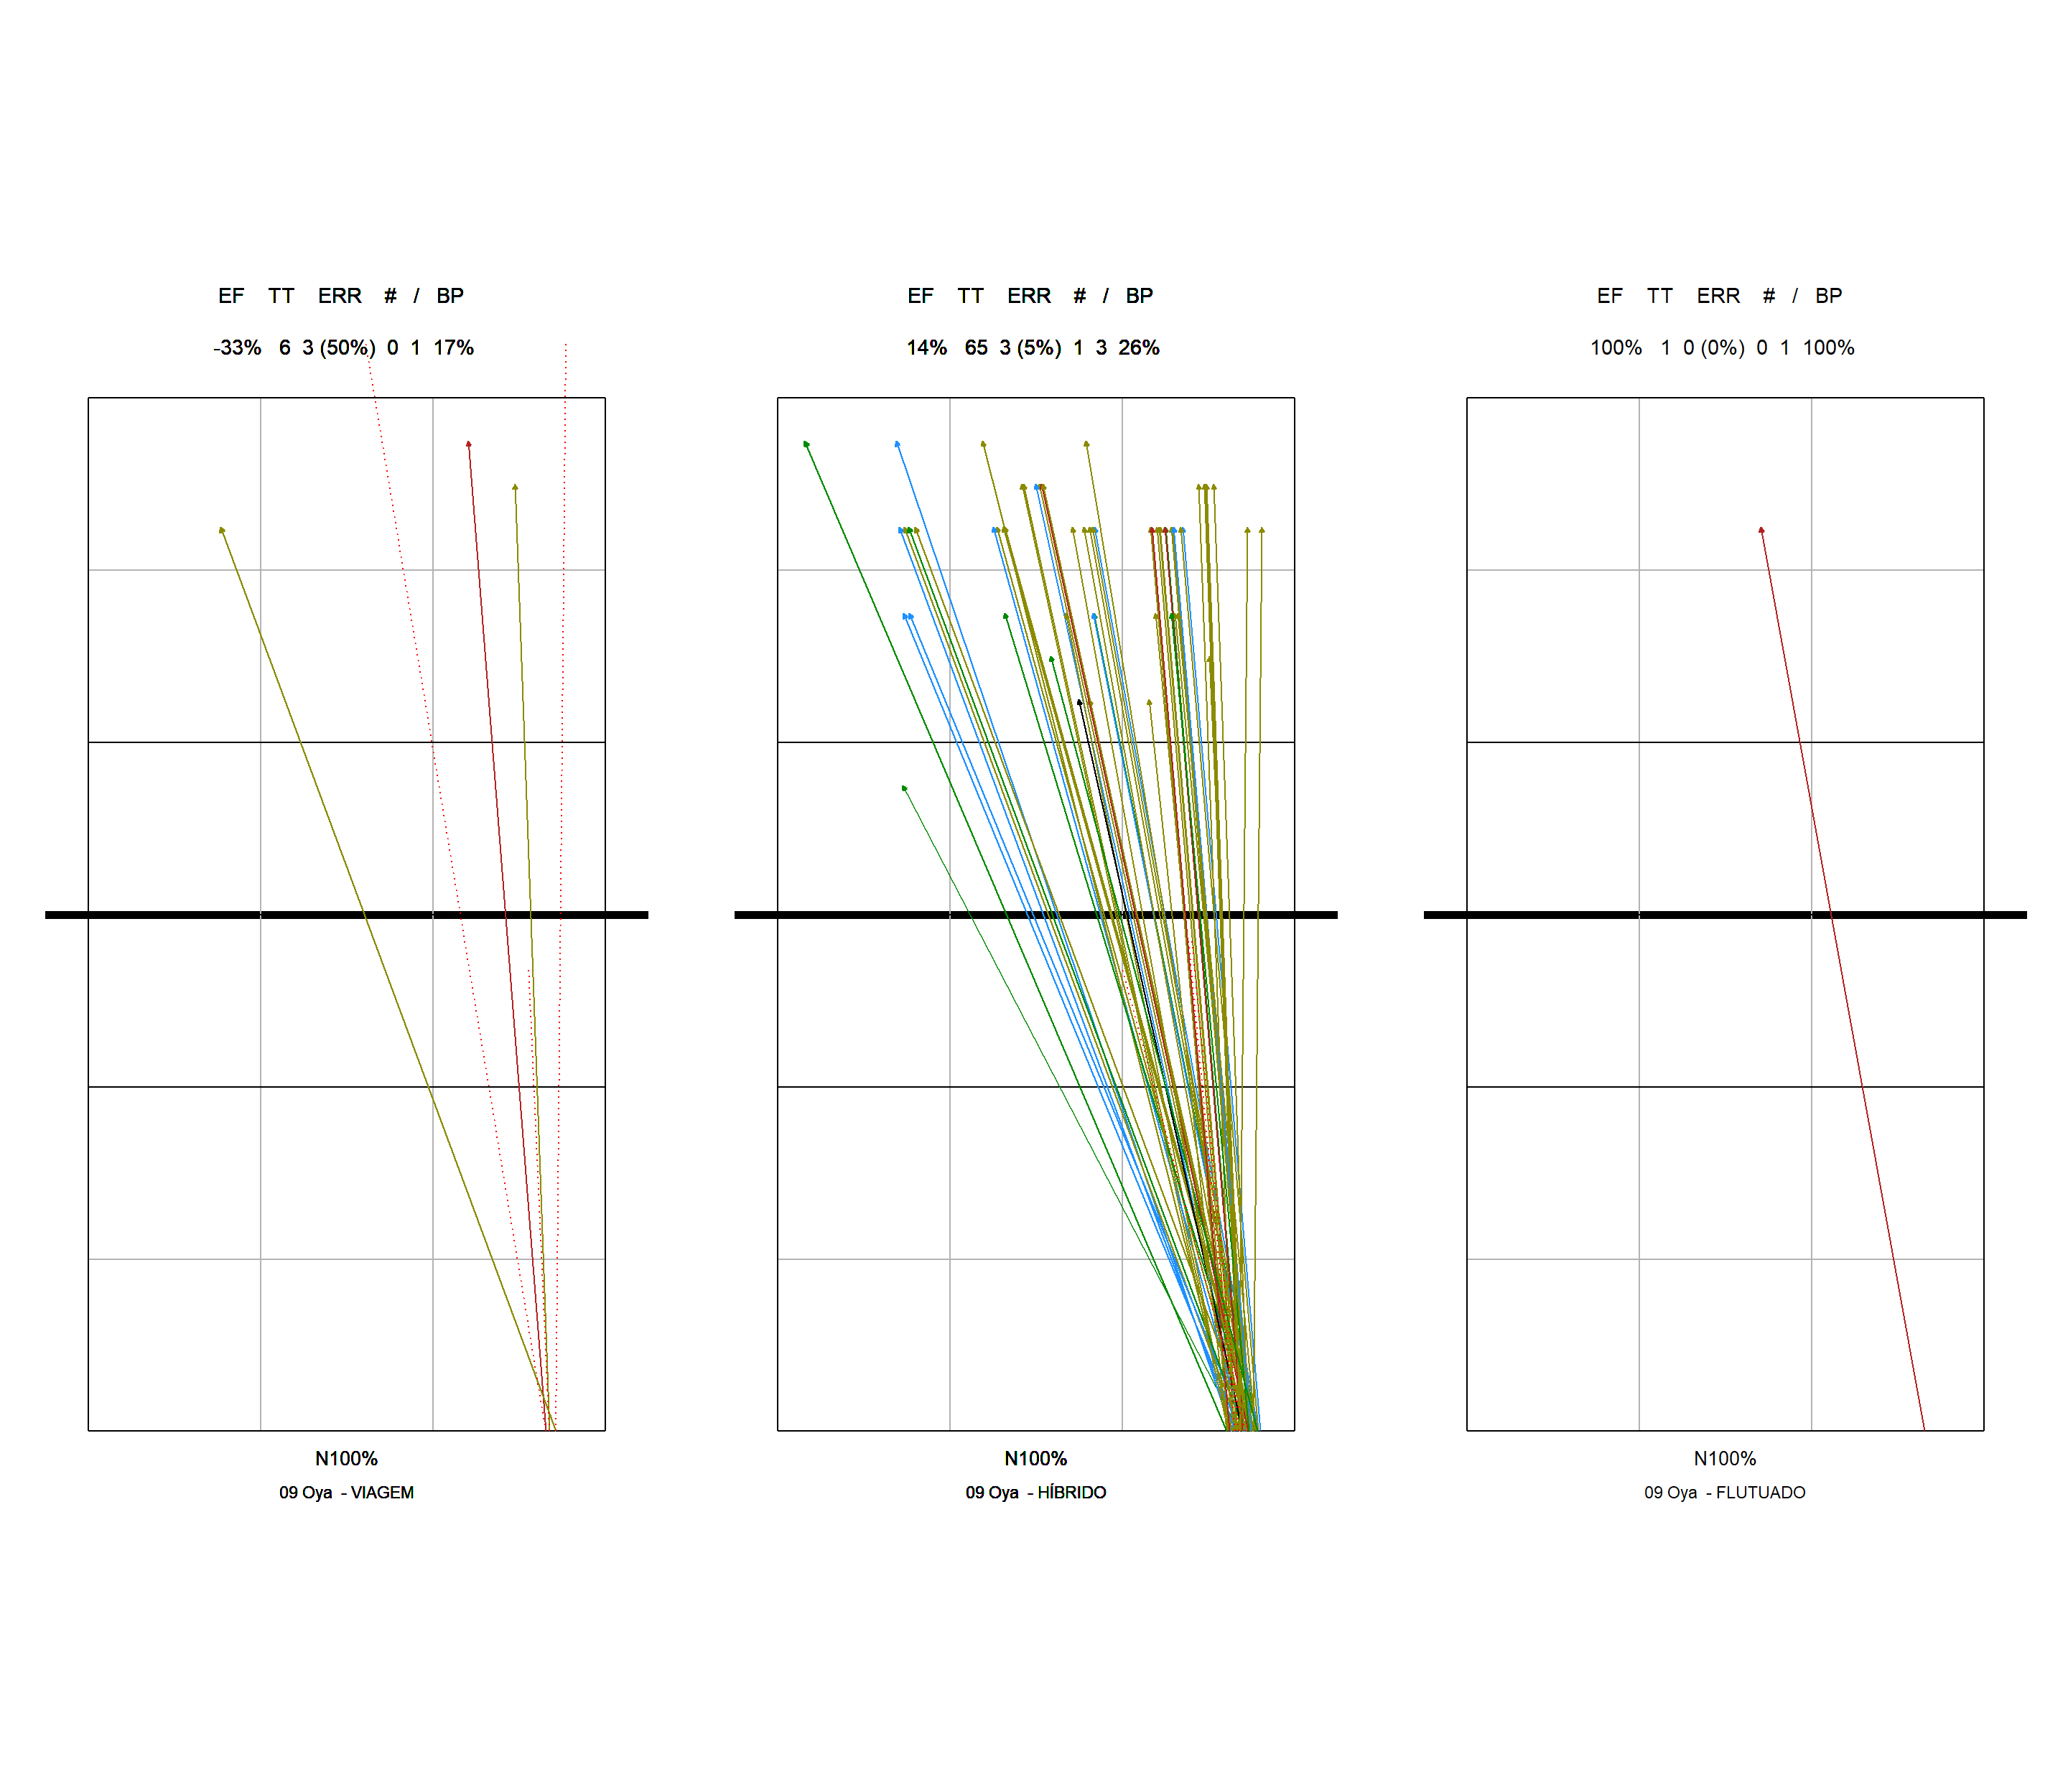 EF TT ERR # / BP
-33% 6 3 (50%) 0 1 17%
N100%
09 Oya - VIAGEM
EF TT ERR # / BP
14% 65 3 (5%) 1 3 26%
N100%
09 Oya - HÍBRIDO
EF TT ERR # / BP
100% 1 0 (0%) 0 1 100%
N100%
09 Oya - FLUTUADO